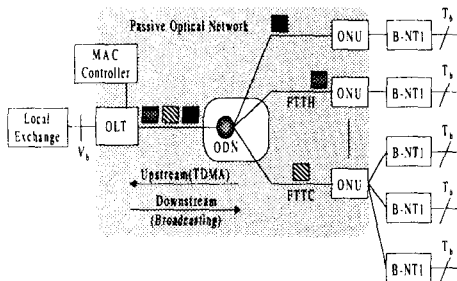 Passive Optical Network
MAC
Controller
Local
Exchange
V_b
OLT
ODN
Upstream(TDMA)
Downstream
(Broadcasting)
FTTH
FTTC
ONU
ONU
ONU
B-NT1
T_b
B-NT1
T_b
B-NT1
T_b
B-NT1
T_b
B-NT1
T_b